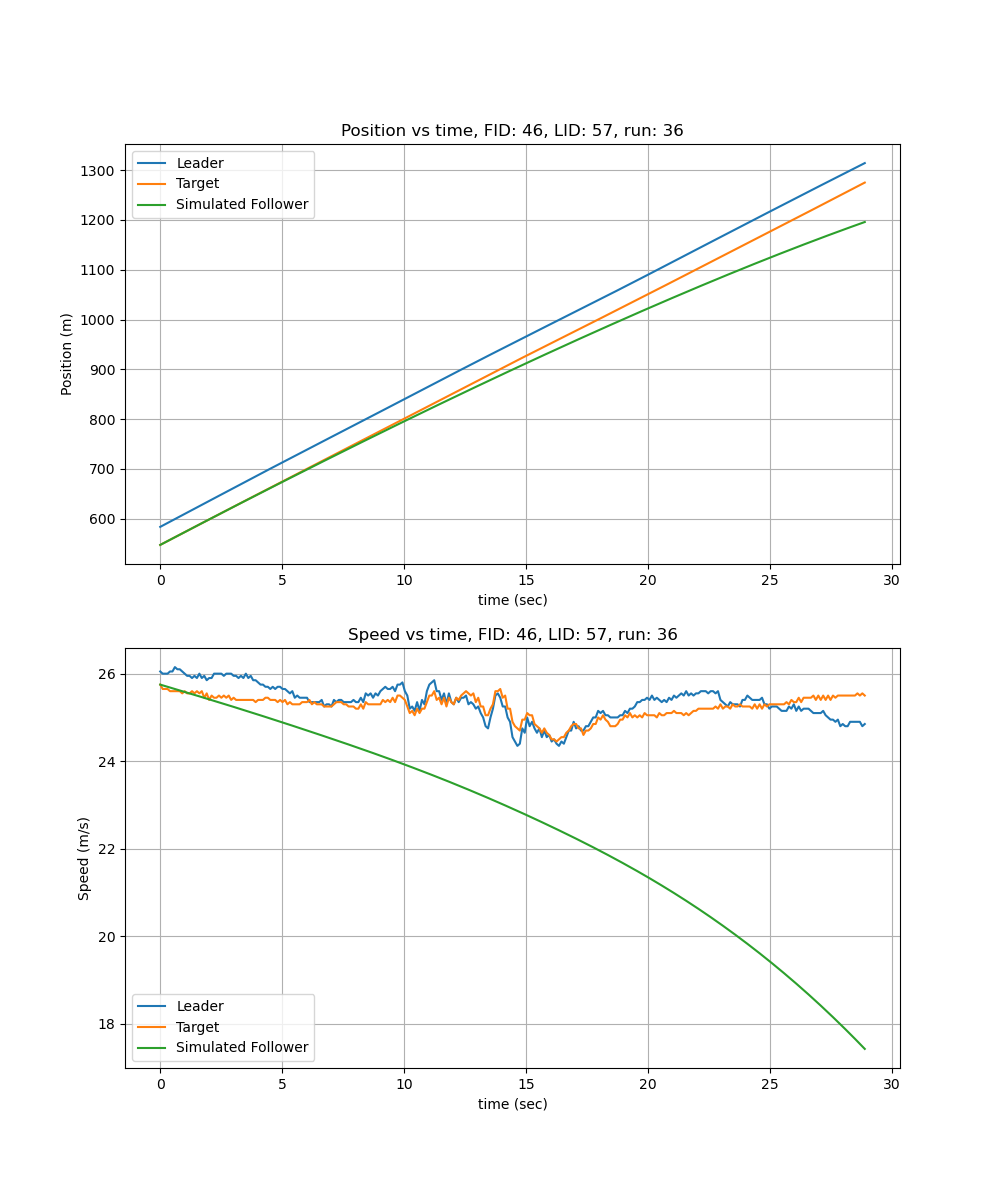 Position vs time, FID: 46, LID: 57, run: 36
Leader
Target
Simulated Follower
1300
1200
1100
1000
900
800
700
600
Position (m)
0 5 10 15 20 25 30
time (sec)
Speed vs time, FID: 46, LID: 57, run: 36
26
24
22
20
18
Speed (m/s)
Leader
Target
Simulated Follower
0 5 10 15 20 25 30
time (sec)